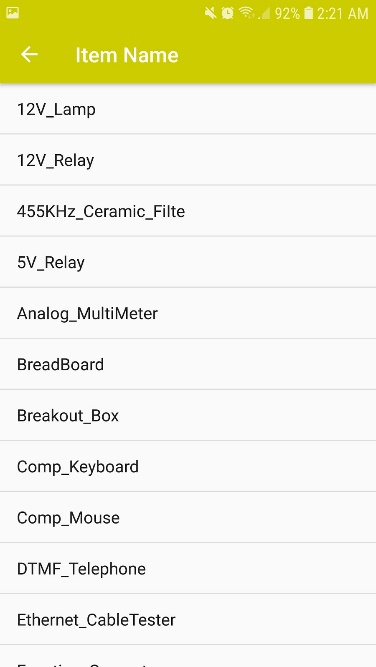 92% 2:21 AM
Item Name
12V_Lamp
12V_Relay
455KHz_Ceramic_Filte
5V_Relay
Analog_MultiMeter
BreadBoard
Breakout_Box
Comp_Keyboard
Comp_Mouse
DTMF_Telephone
Ethernet_CableTester